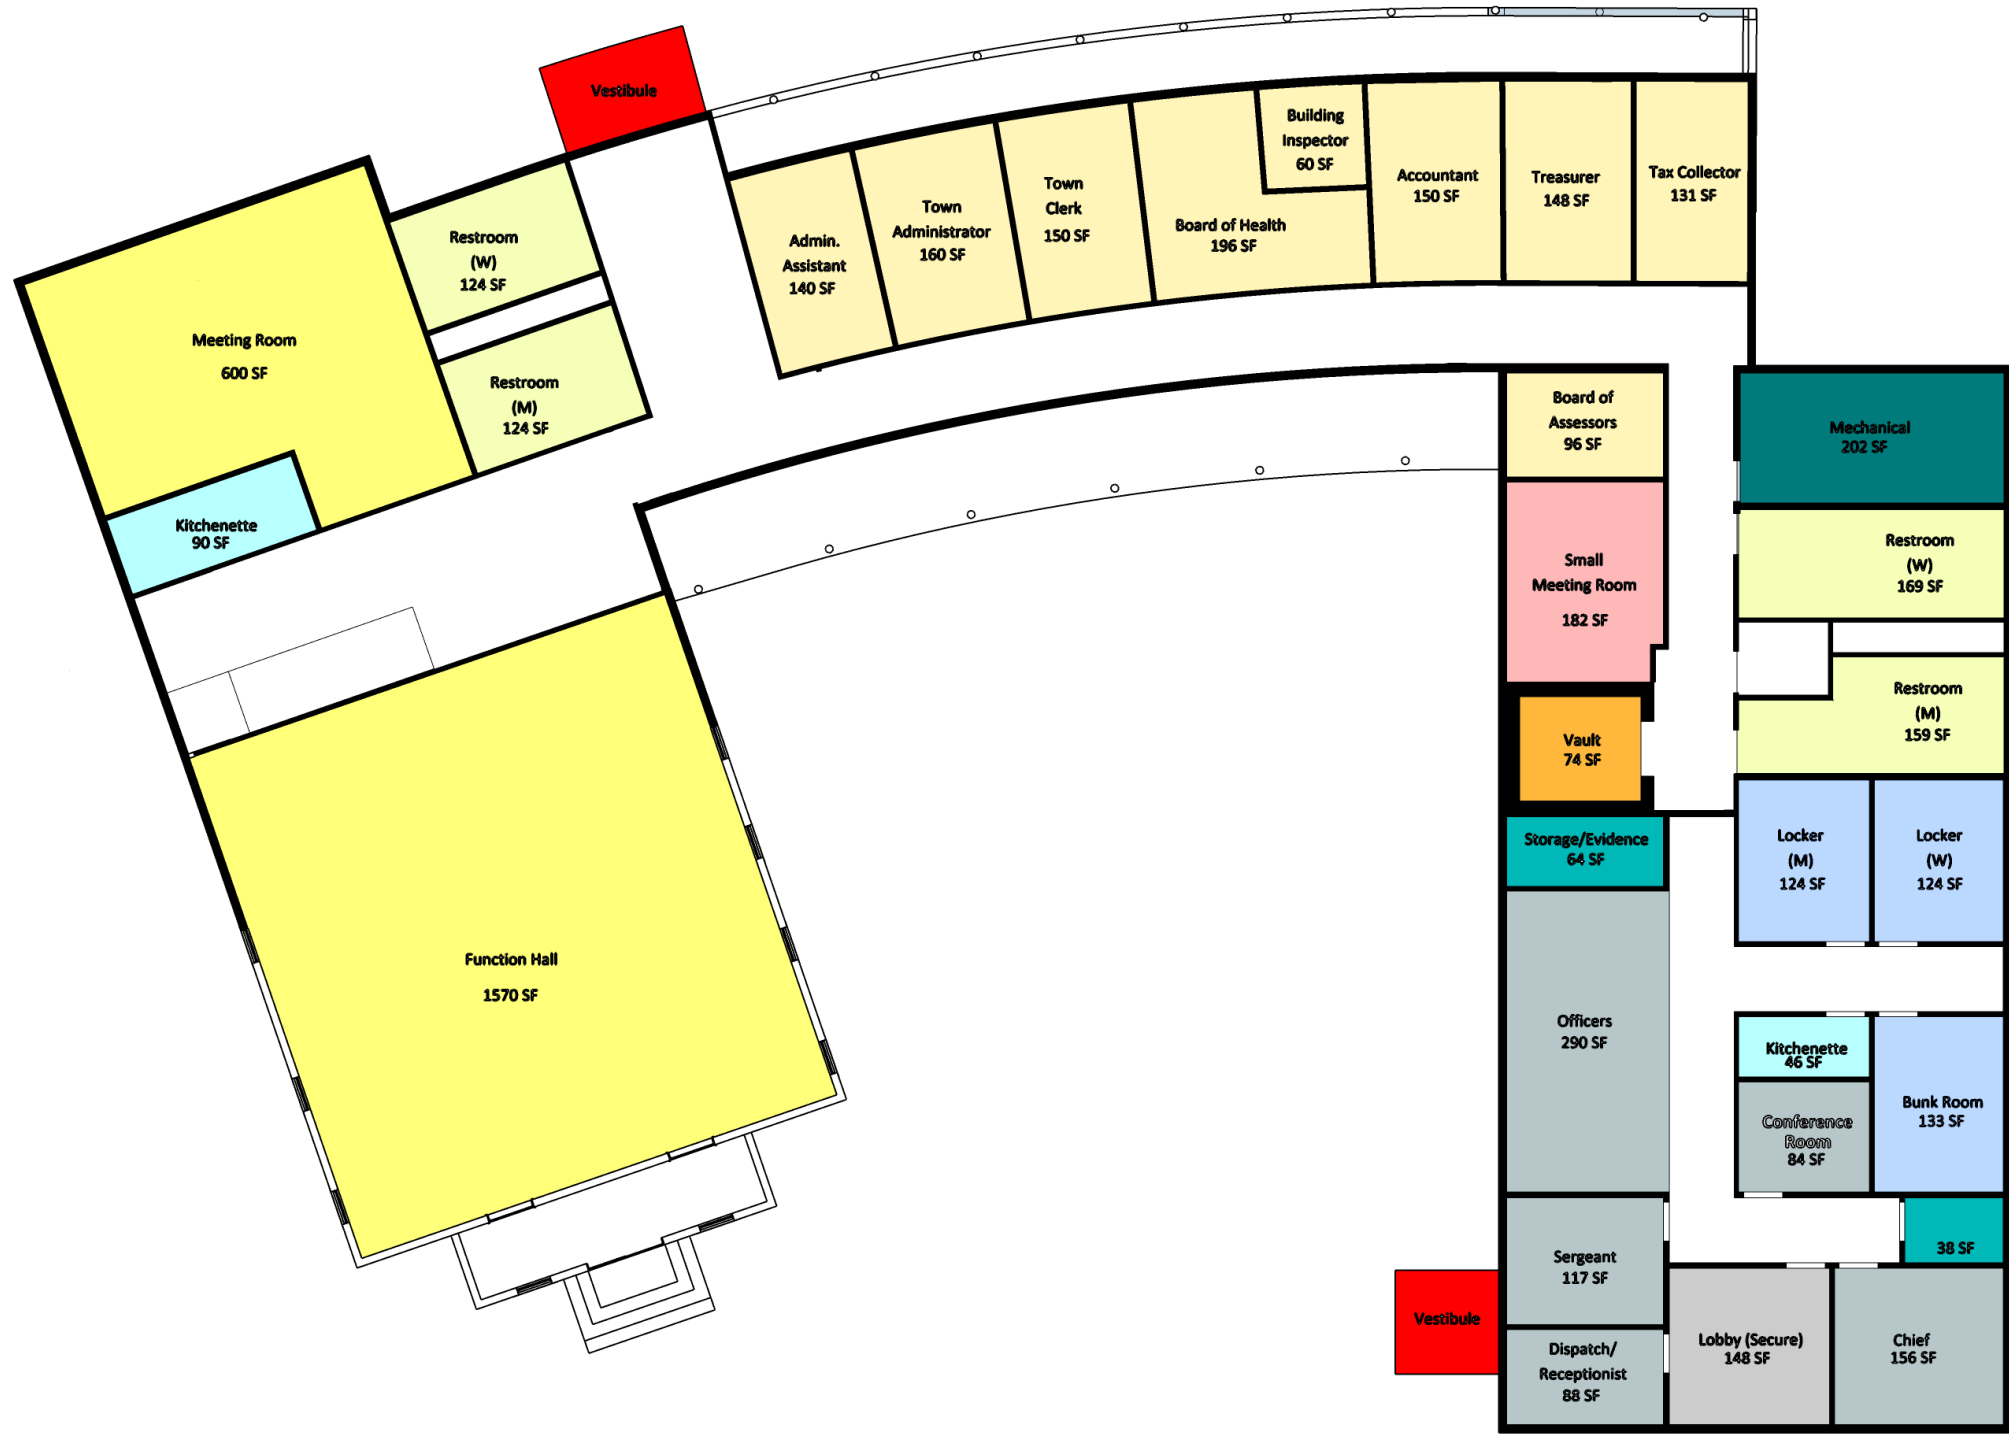 Vestibule
Meeting Room
600 SF
Restroom
(W)
124 SF
Restroom
(M)
124 SF
Kitchenette
90 SF
Function Hall
1570 SF
Admin.
Assistant
140 SF
Town
Administrator
160 SF
Town
Clerk
150 SF
Board of Health
196 SF
Building
Inspector
60 SF
Accountant
150 SF
Treasurer
148 SF
Tax Collector
131 SF
Board of
Assessors
96 SF
Small
Meeting Room
182 SF
Vault
74 SF
Mechanical
202 SF
Restroom
(W)
169 SF
Restroom
(M)
159 SF
Storage/Evidence
64 SF
Locker
(M)
124 SF
Locker
(W)
124 SF
Officers
290 SF
Kitchenette
46 SF
Conference
Room
84 SF
Bunk Room
133 SF
38 SF
Sergeant
117 SF
Vestibule
Dispatch/
Receptionist
88 SF
Lobby (Secure)
148 SF
Chief
156 SF